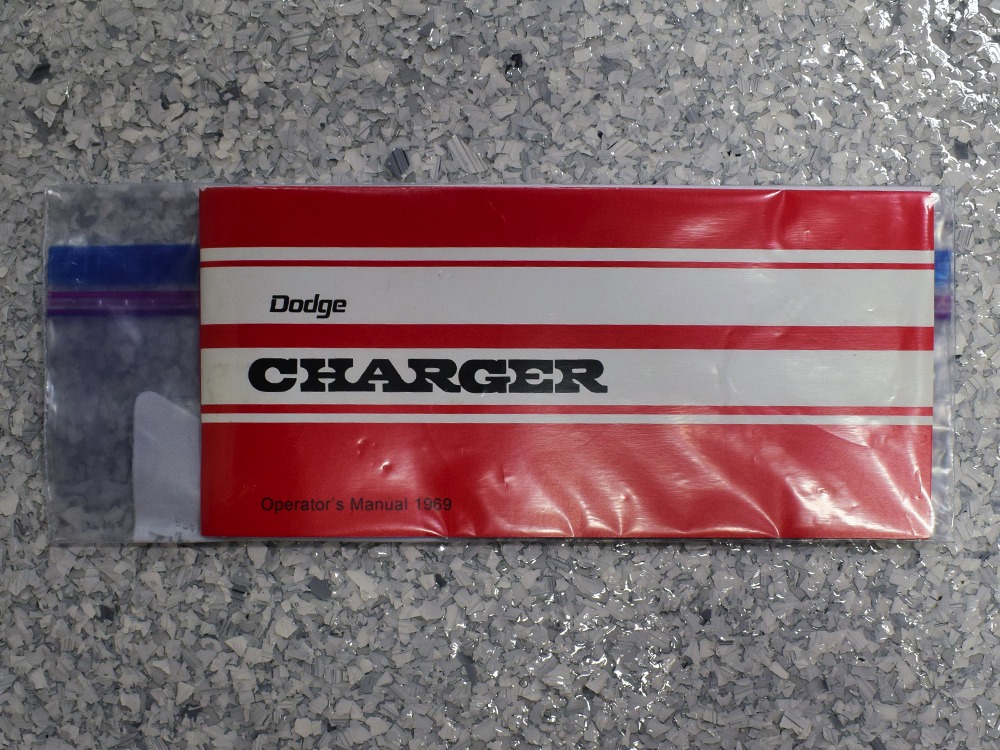 Dodge
CHARGER
Operator's Manual 1969